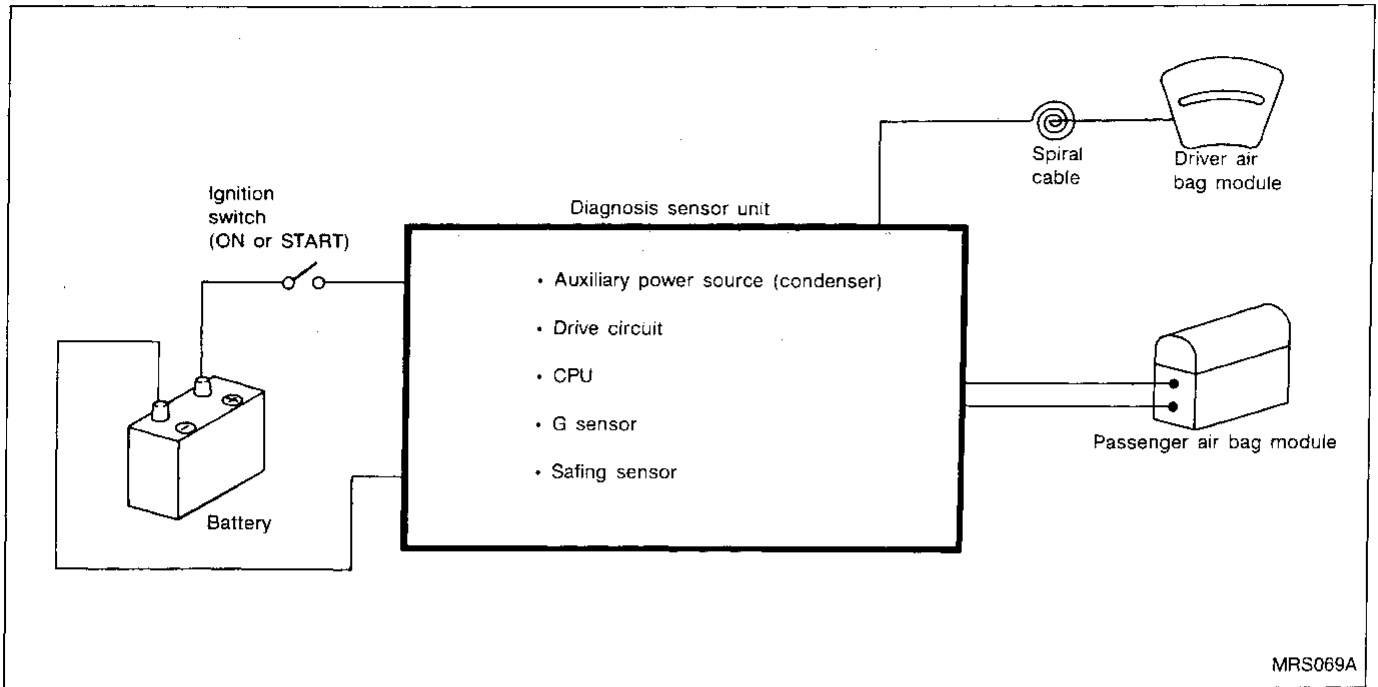 Ignition
switch
(ON or START)
Battery
⊕
⊖
Diagnosis sensor unit
• Auxiliary power source (condenser)
• Drive circuit
• CPU
• G sensor
• Safing sensor
Spiral
cable
Driver air
bag module
Passenger air bag module
MRS069A